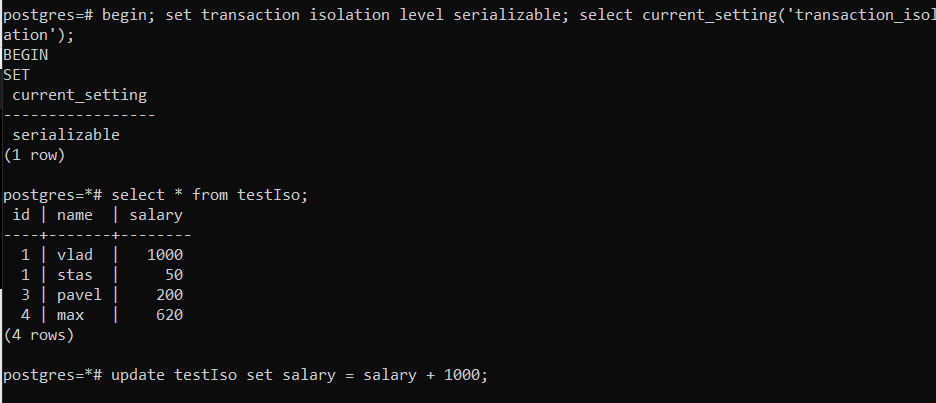 postgres=# begin; set transaction isolation level serializable; select current_setting('transaction_isol
ation');
BEGIN
SET
 current_setting
-----------------
 serializable
(1 row)

postgres=*# select * from testIso;
 id | name  | salary
----+-------+--------
  1 | vlad  |   1000
  1 | stas  |     50
  3 | pavel |    200
  4 | max   |    620
(4 rows)

postgres=*# update testIso set salary = salary + 1000;